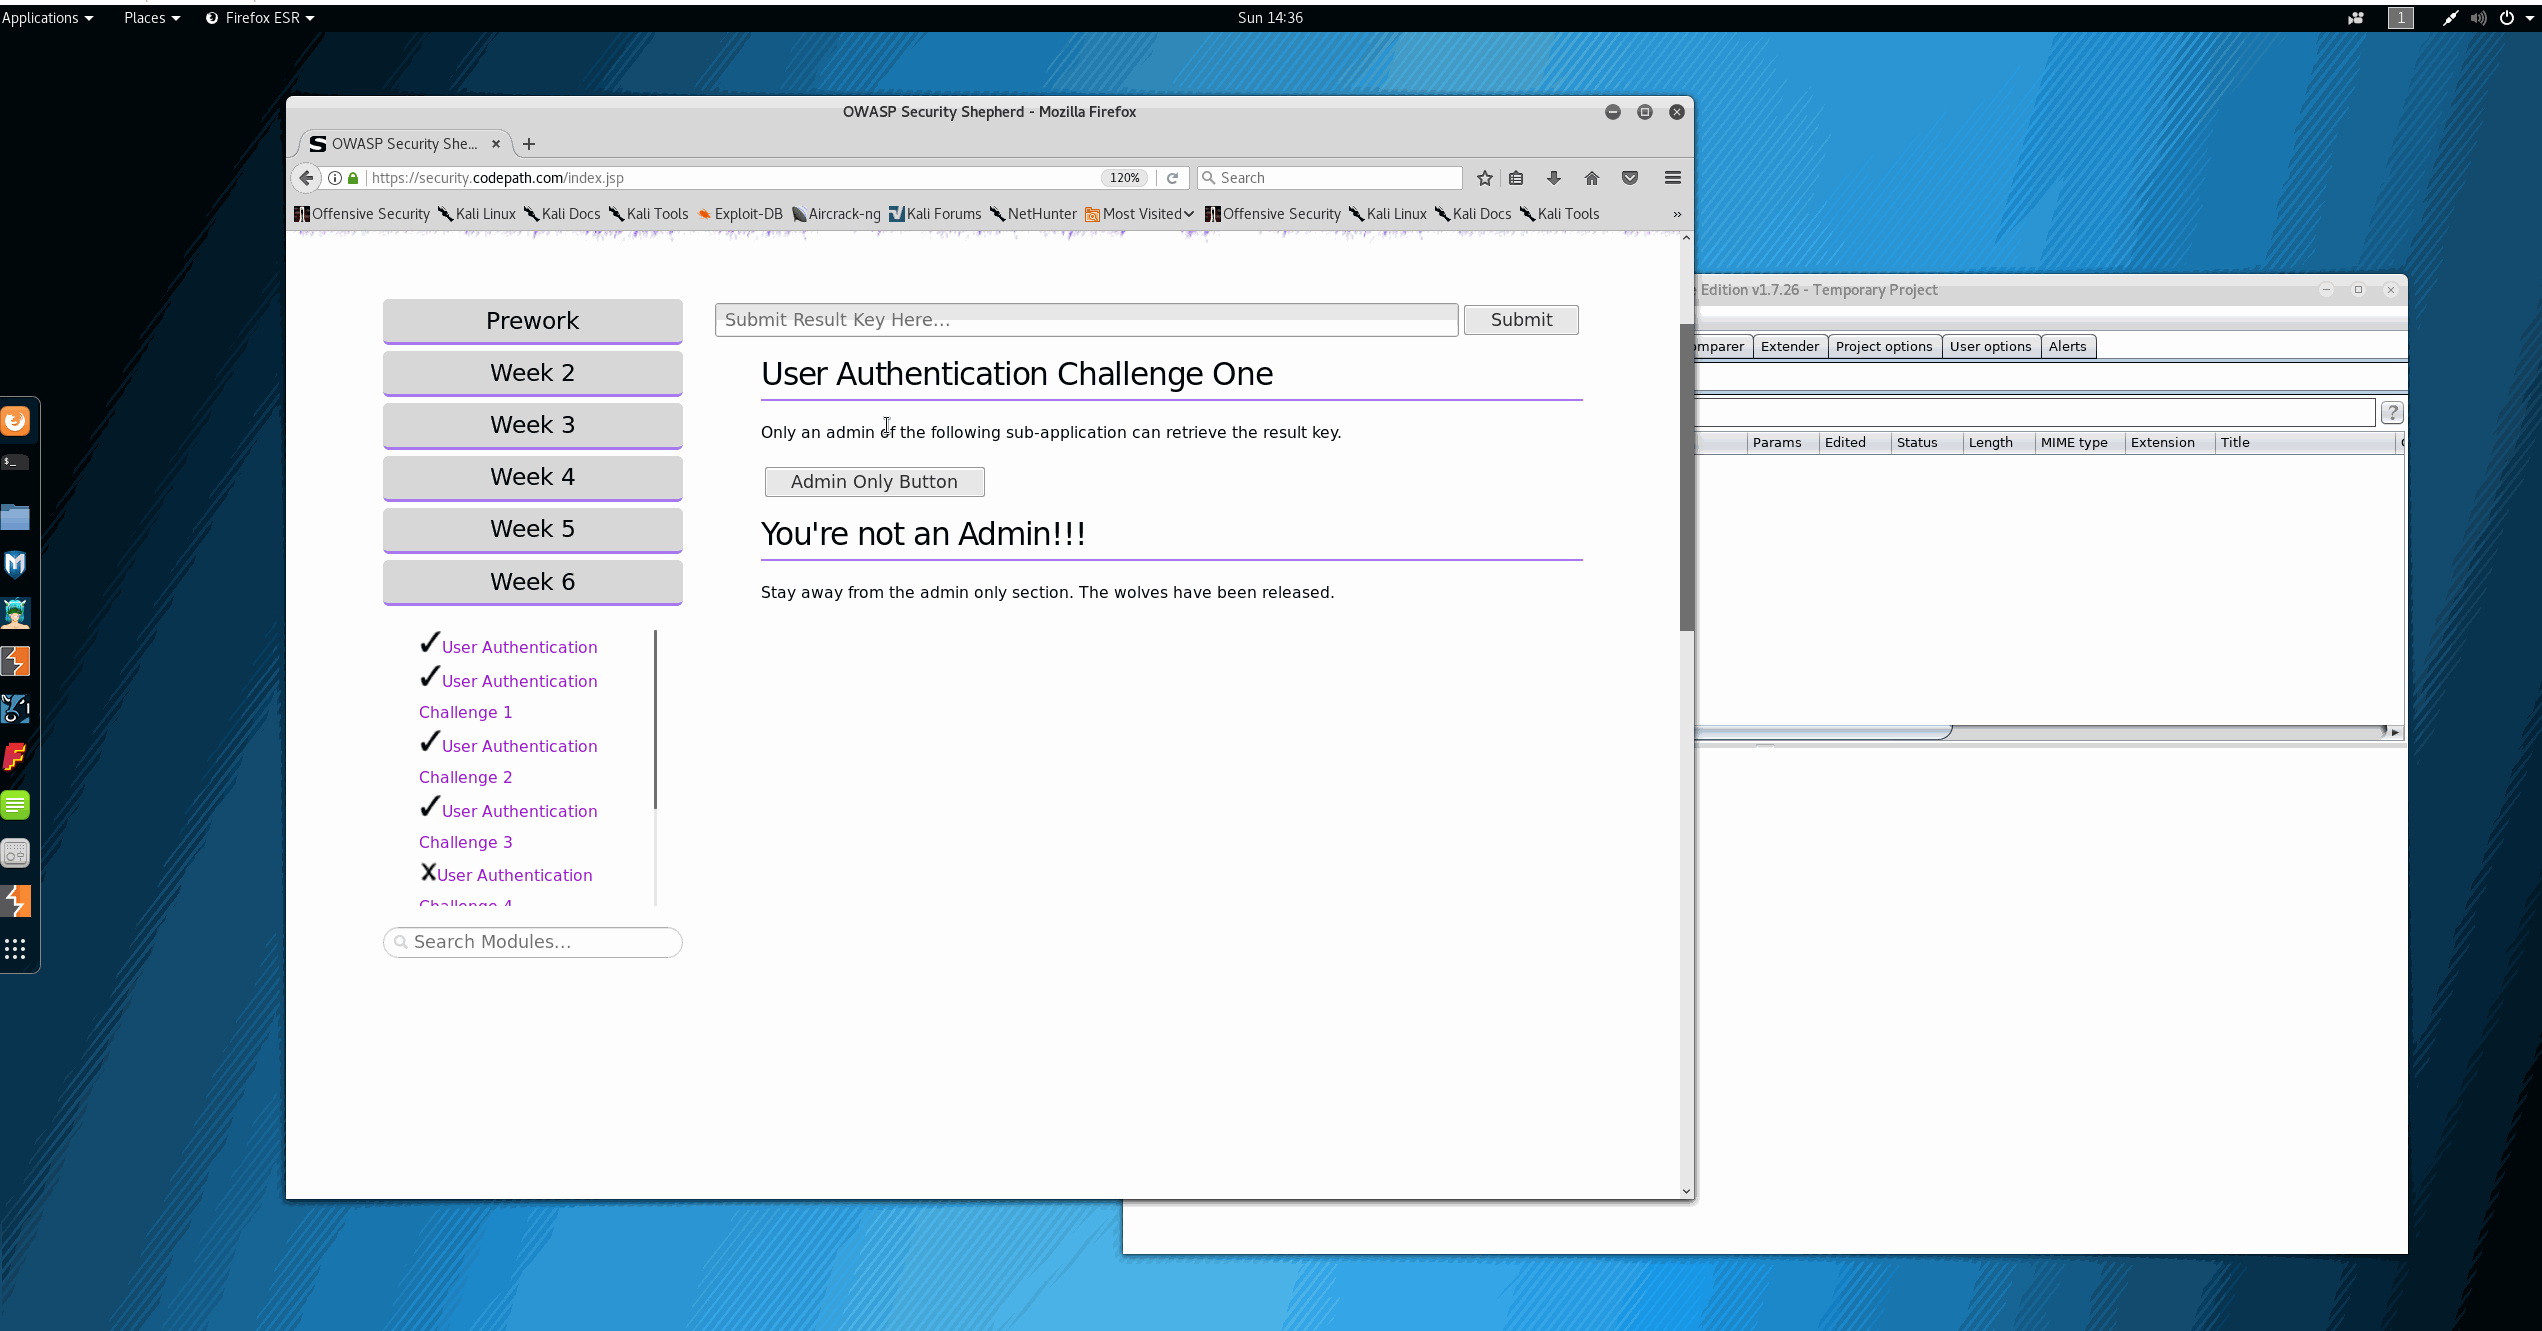 Applications Places Firefox ESR Sun 14:36 1
OWASP Security Shepherd - Mozilla Firefox
OWASP Security She...
https://security.codepath.com/index.jsp 120% Search
Offensive Security Kali Linux Kali Docs Kali Tools Exploit-DB Aircrack-ng Kali Forums NetHunter Most Visited Offensive Security Kali Linux Kali Docs Kali Tools »
Prework
Week 2
Week 3
Week 4
Week 5
Week 6
User Authentication
User Authentication
Challenge 1
User Authentication
Challenge 2
User Authentication
Challenge 3
User Authentication
Challenge 4
Search Modules...
Submit Result Key Here... Submit
User Authentication Challenge One
Only an admin of the following sub-application can retrieve the result key.
Admin Only Button
You're not an Admin!!!
Stay away from the admin only section. The wolves have been released.
Edition v1.7.26 - Temporary Project
omparer Extender Project options User options Alerts
?
Params Edited Status Length MIME type Extension Title